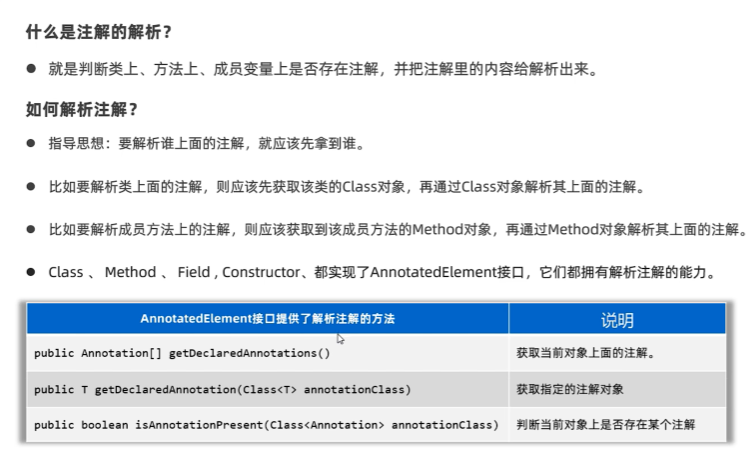 什么是注解的解析？
● 就是判断类上、方法上、成员变量上是否存在注解，并把注解里的内容给解析出来。
如何解析注解？
● 指导思想：要解析谁上面的注解，就应该先拿到谁。
● 比如要解析类上面的注解，则应该先获取该类的Class对象，再通过Class对象解析其上面的注解。
● 比如要解析成员方法上的注解，则应该获取到该成员方法的Method对象，再通过Method对象解析其上面的注解。
● Class 、 Method 、 Field , Constructor、都实现了AnnotatedElement接口，它们都拥有解析注解的能力。
AnnotatedElement接口提供了解析注解的方法 说明
public Annotation[] getDeclaredAnnotations() 获取当前对象上面的注解。
public T getDeclaredAnnotation(Class<T> annotationClass) 获取指定的注解对象
public boolean isAnnotationPresent(Class<Annotation> annotationClass) 判断当前对象上是否存在某个注解